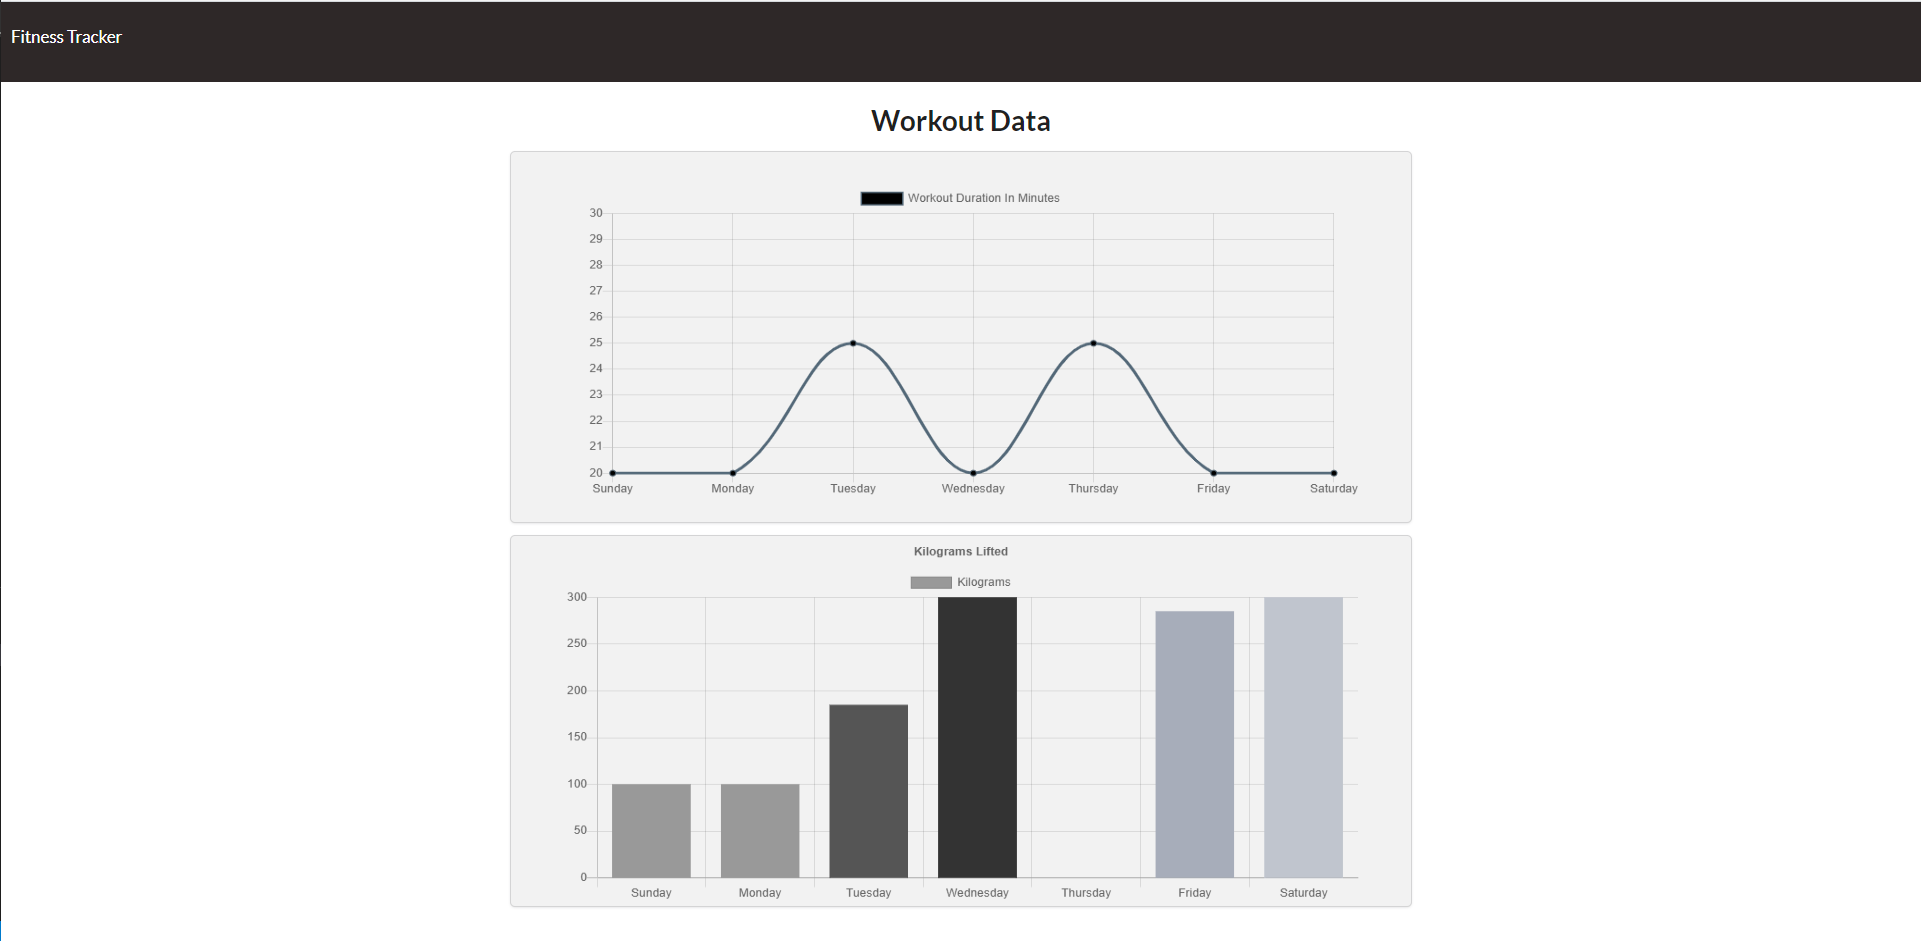 Fitness Tracker
Workout Data
Workout Duration In Minutes
30
29
28
27
26
25
24
23
22
21
20
Sunday Monday Tuesday Wednesday Thursday Friday Saturday
Kilograms Lifted
Kilograms
300
250
200
150
100
50
0
Sunday Monday Tuesday Wednesday Thursday Friday Saturday